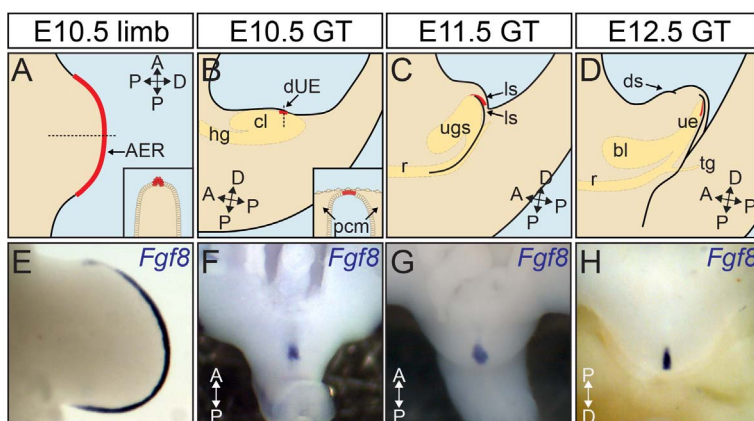 E10.5 limb
E10.5 GT
E11.5 GT
E12.5 GT
A
A
P D
P
AER
B
dUE
cl
hg
D
A P
P
pcm
C
ls
ls
ugs
r
D
A P
P
D
ds
ue
bl
tg
r
D
A P
P
E
Fgf8
F
Fgf8
A
P
G
Fgf8
A
P
H
Fgf8
P
D